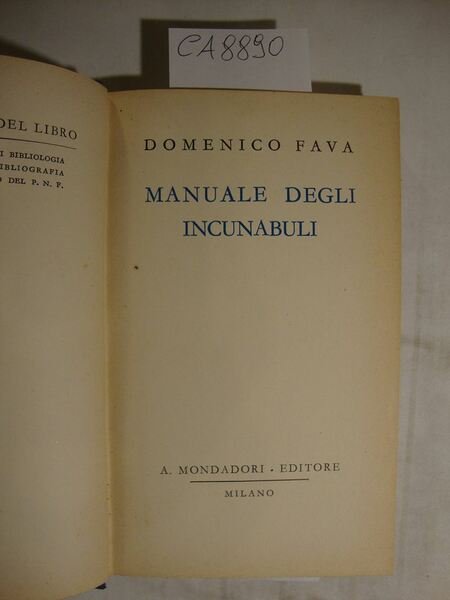 CA8890
DEL LIBRO
I BIBLIOLOGIA
IBLIOGRAFIA
DEL P. N. F.
DOMENICO FAVA
MANUALE DEGLI
INCUNABULI
A. MONDADORI - EDITORE
MILANO